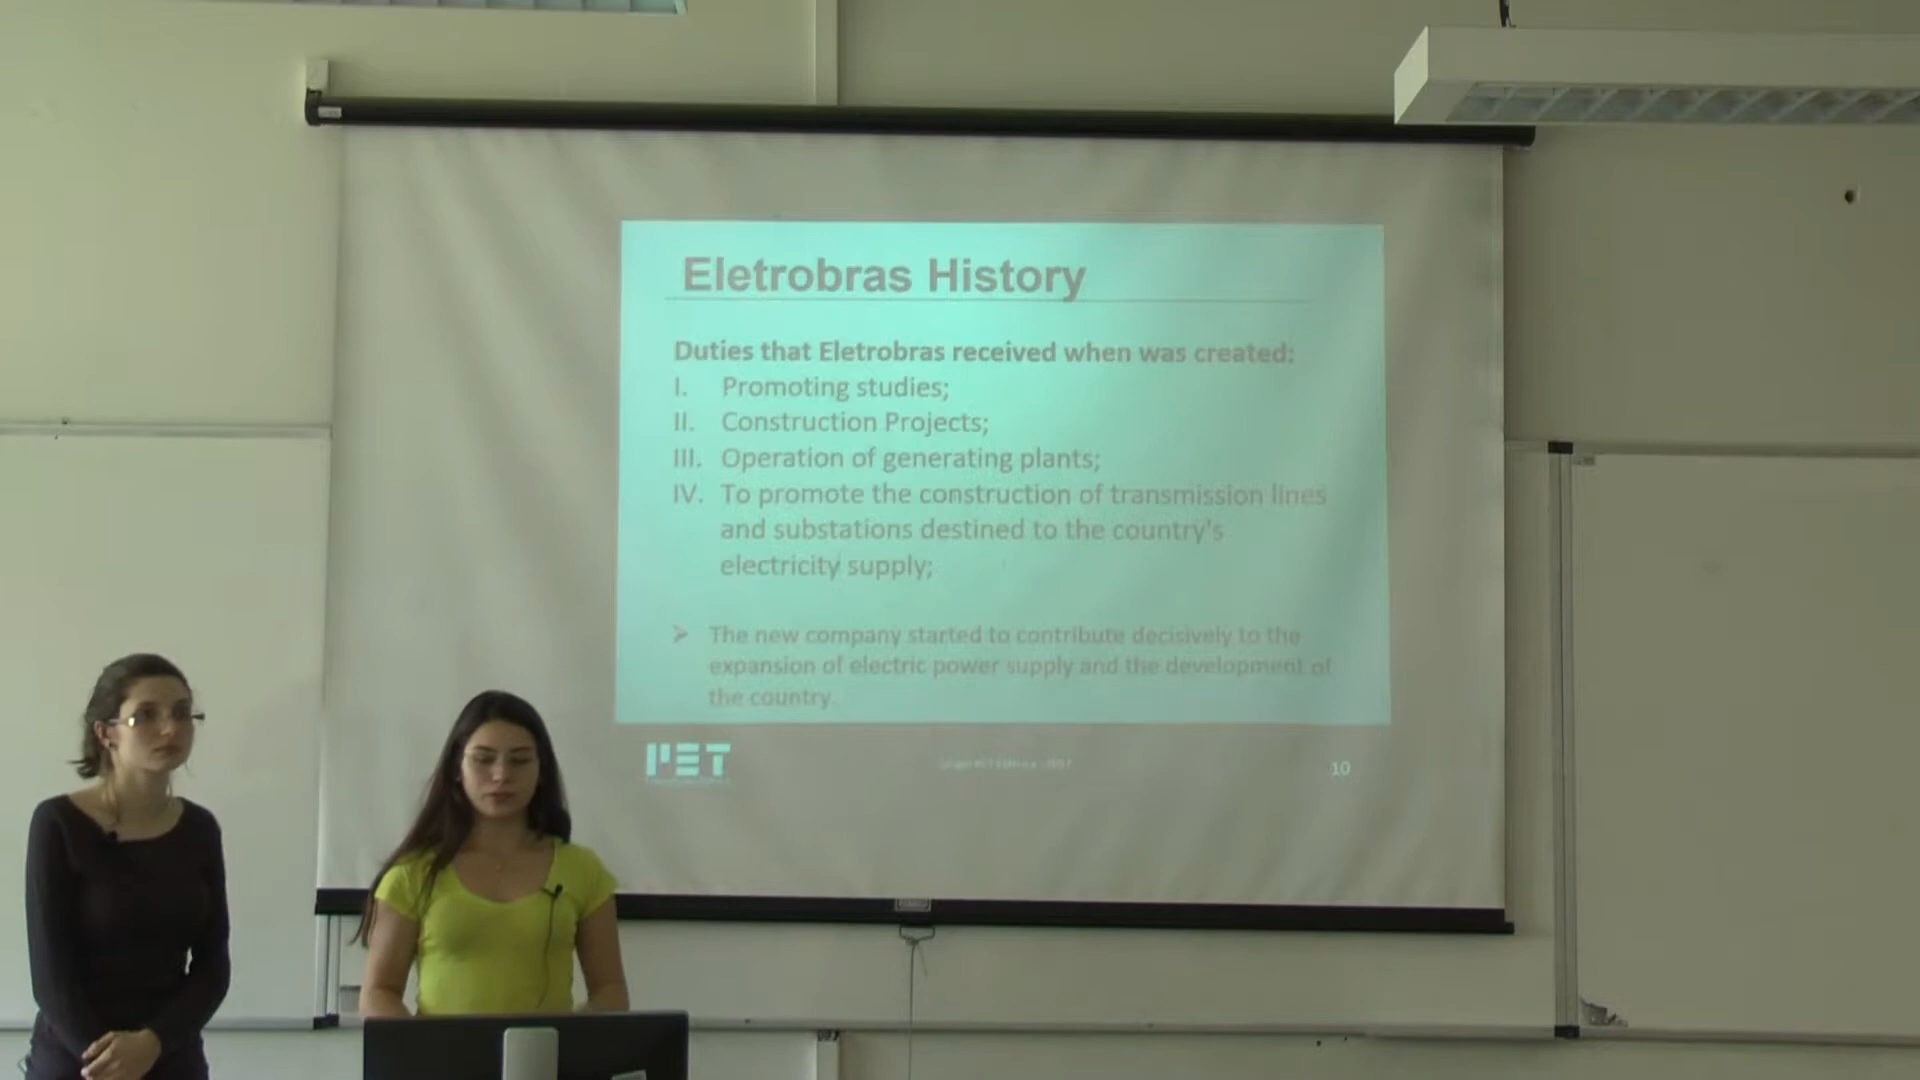 Eletrobras History
Duties that Eletrobras received when was created:
I. Promoting studies;
II. Construction Projects;
III. Operation of generating plants;
IV. To promote the construction of transmission lines
and substations destined to the country's
electricity supply;
➢ The new company started to contribute decisively to the
expansion of electric power supply and the development of
the country
PET
10